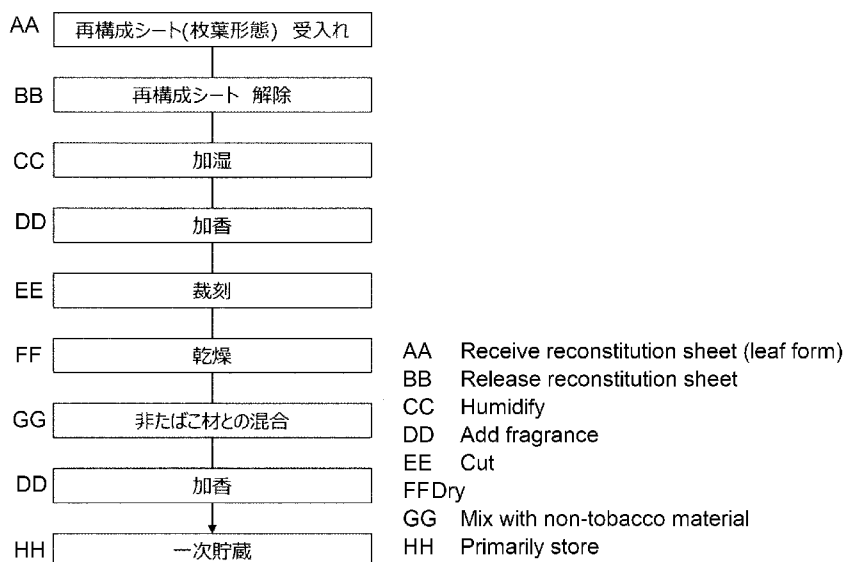 AA 再構成シート(枚葉形態) 受入れ
BB 再構成シート 解除
CC 加湿
DD 加香
EE 裁刻
FF 乾燥
GG 非たばこ材との混合
DD 加香
HH 一次貯蔵
AA Receive reconstitution sheet (leaf form)
BB Release reconstitution sheet
CC Humidify
DD Add fragrance
EE Cut
FFDry
GG Mix with non-tobacco material
HH Primarily store